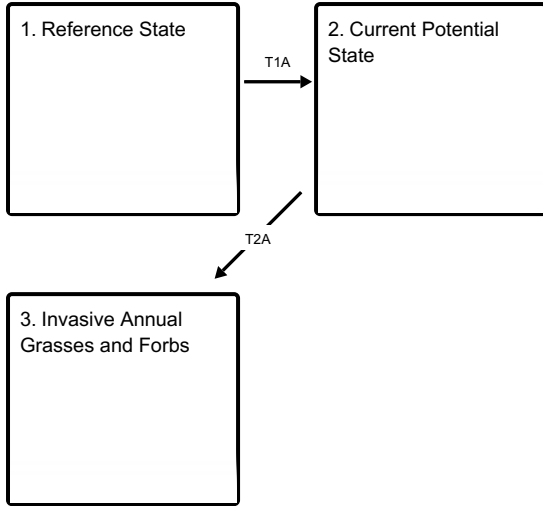 1. Reference State
2. Current Potential
State
T1A
T2A
3. Invasive Annual
Grasses and Forbs